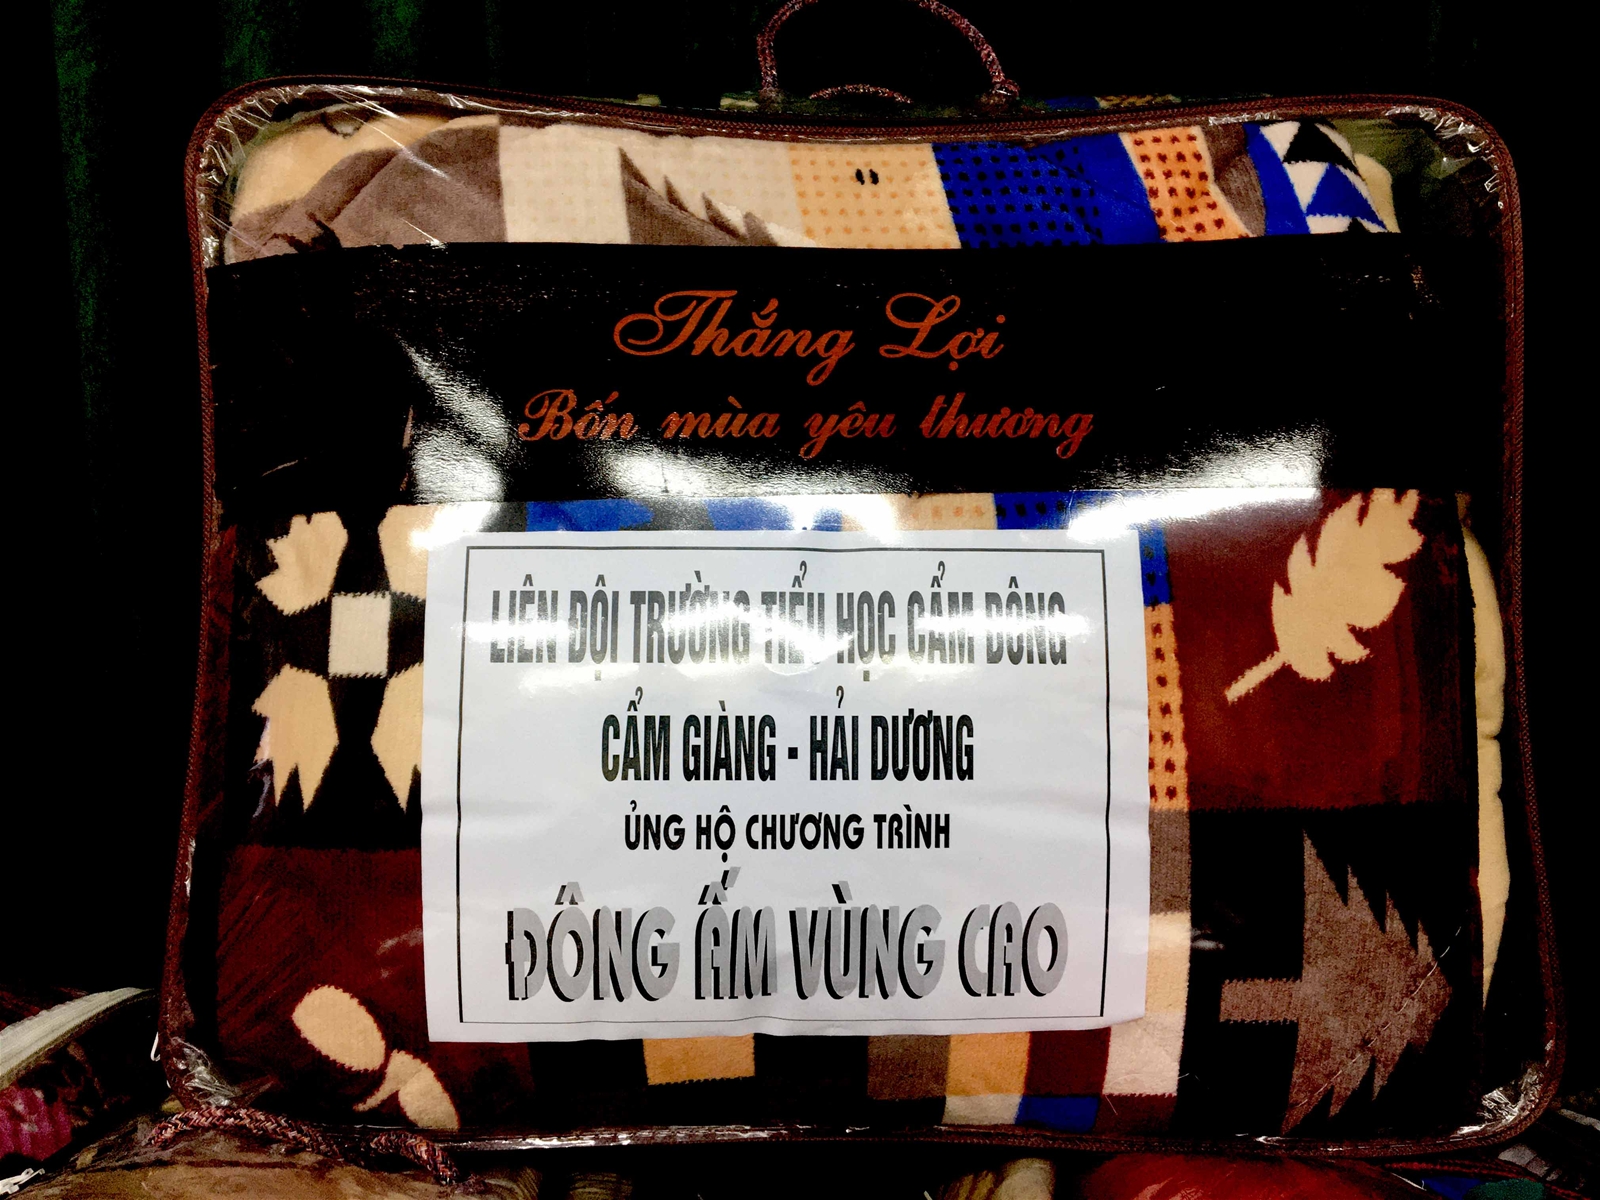 Thắng Lợi
Bốn mùa yêu thương
LIÊN ĐỘI TRƯỜNG TIỂU HỌC CẨM ĐÔNG
CẨM GIÀNG - HẢI DƯƠNG
ỦNG HỘ CHƯƠNG TRÌNH
ĐÔNG ẤM VÙNG CAO